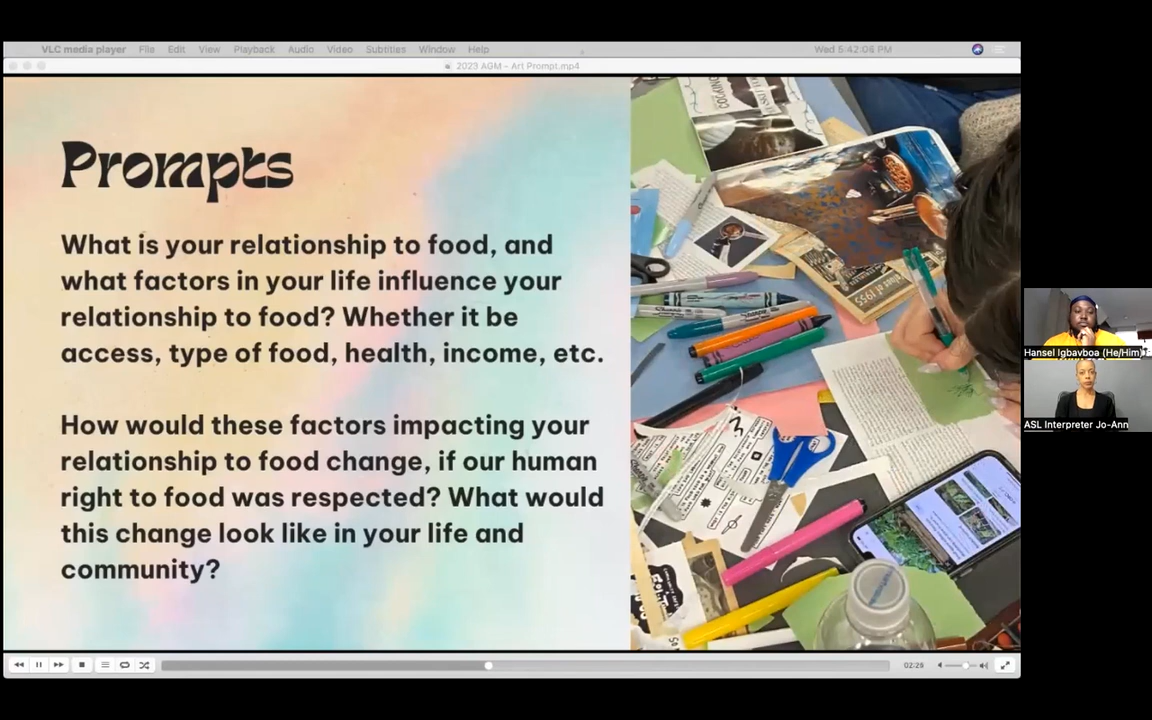 VLC media player File Edit View Playback Audio Video Subtitles Window Help Wed 5:42:06 PM
2023 AGM - Art Prompt.mp4
Prompts
What is your relationship to food, and
what factors in your life influence your
relationship to food? Whether it be
access, type of food, health, income, etc.
How would these factors impacting your
relationship to food change, if our human
right to food was respected? What would
this change look like in your life and
community?
COOKING
of 1955
Hansel Igbavboa (He/Him)
ASL Interpreter Jo-Ann
02:29